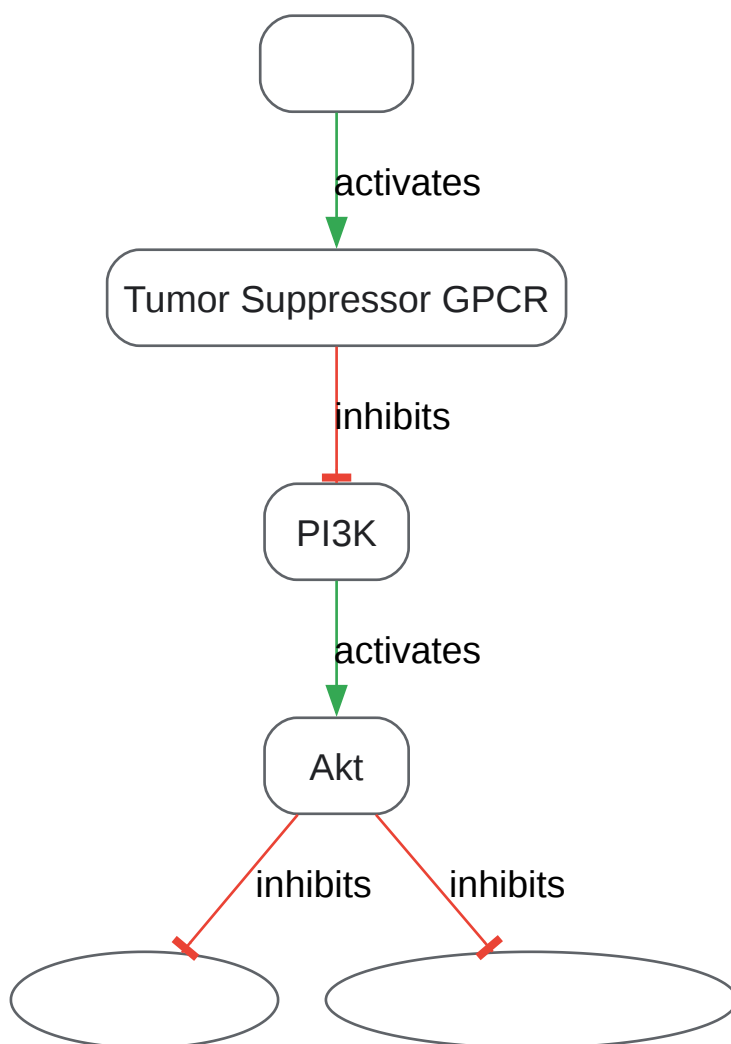 activates
Tumor Suppressor GPCR
inhibits
PI3K
activates
Akt
inhibits
inhibits